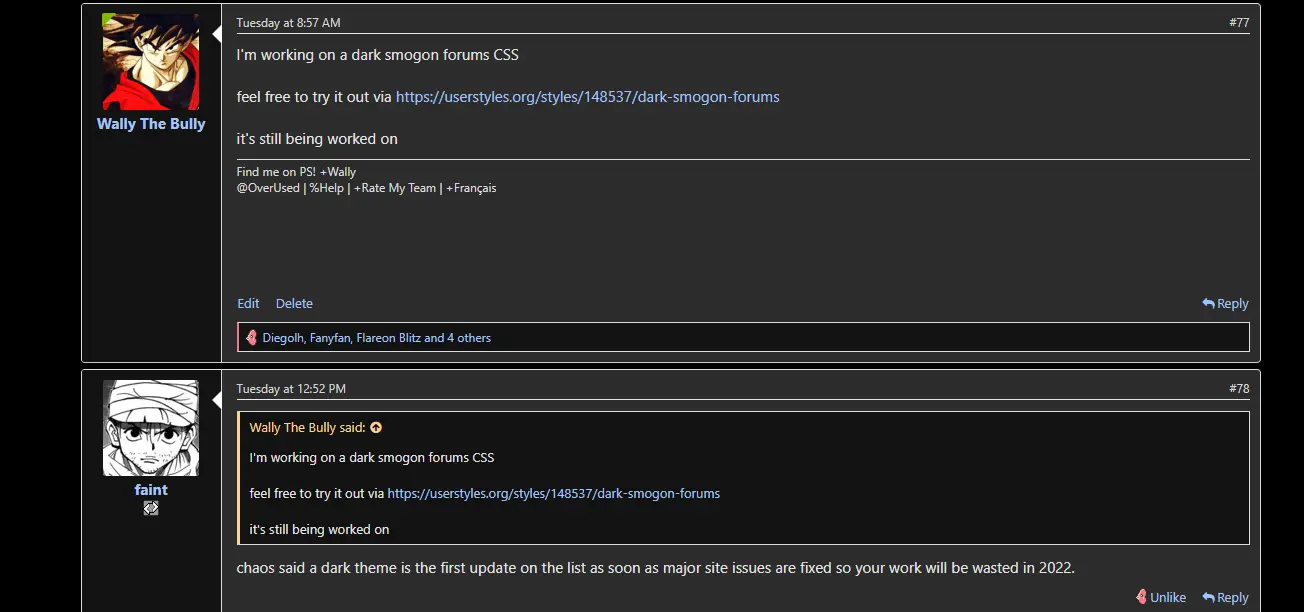 Tuesday at 8:57 AM
#77
Wally The Bully
I'm working on a dark smogon forums CSS
feel free to try it out via https://userstyles.org/styles/148537/dark-smogon-forums
it's still being worked on
Find me on PS! +Wally
@OverUsed | %Help | +Rate My Team | +Français
Edit Delete
Reply
Diegolh, Fanyfan, Flareon Blitz and 4 others
Tuesday at 12:52 PM
#78
faint
Wally The Bully said:
I'm working on a dark smogon forums CSS
feel free to try it out via https://userstyles.org/styles/148537/dark-smogon-forums
it's still being worked on
chaos said a dark theme is the first update on the list as soon as major site issues are fixed so your work will be wasted in 2022.
Unlike Reply